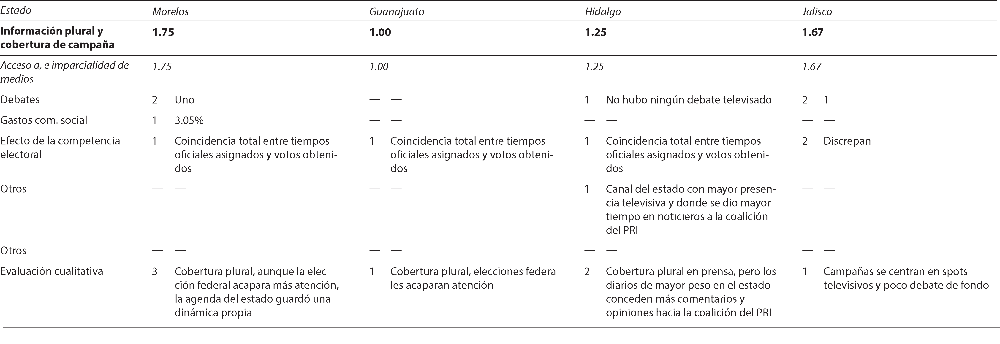 Estado Morelos Guanajuato Hidalgo Jalisco
Información plural y 1.75 1.00 1.25 1.67
cobertura de campaña
Acceso a, e imparcialidad de 1.75 1.00 1.25 1.67
medios
Debates 2 Uno — — 1 No hubo ningún debate televisado 2 1
Gastos com. social 1 3.05% — — — — — —
Efecto de la competencia 1 Coincidencia total entre tiempos 1 Coincidencia total entre tiempos 1 Coincidencia total entre tiempos 2 Discrepan
electoral oficiales asignados y votos obteni- oficiales asignados y votos obteni- oficiales asignados y votos obteni-
dos dos dos
Otros — — — — 1 Canal del estado con mayor presen- — —
cia televisiva y donde se dio mayor
tiempo en noticieros a la coalición
del PRI
Otros — — — — — — — —
Evaluación cualitativa 3 Cobertura plural, aunque la elec- 1 Cobertura plural, elecciones federa- 2 Cobertura plural en prensa, pero los 1 Campañas se centran en spots
ción federal acapara más atención, les acaparan atención diarios de mayor peso en el estado televisivos y poco debate de fondo
la agenda del estado guardó una conceden más comentarios y
dinámica propia opiniones hacia la coalición del PRI